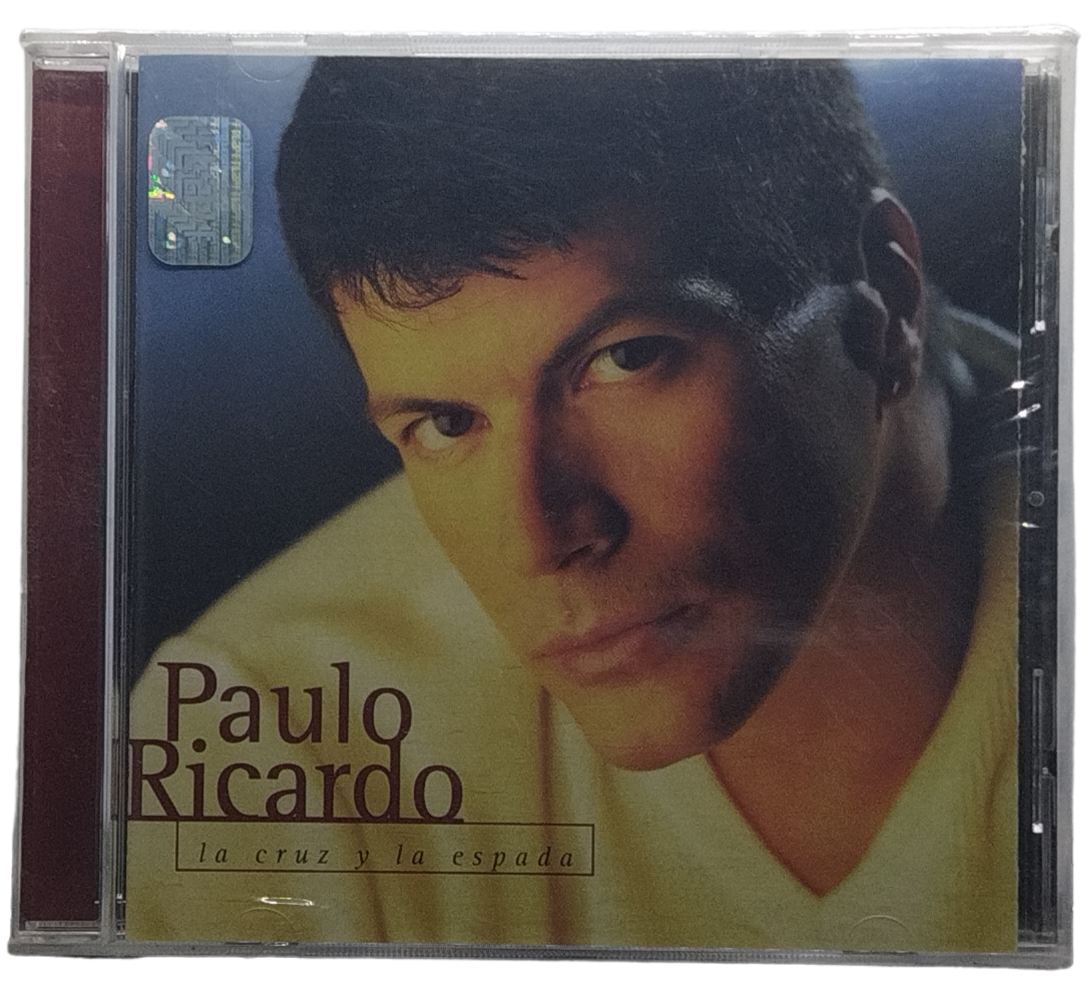 Paulo
Ricardo
la cruz y la espada